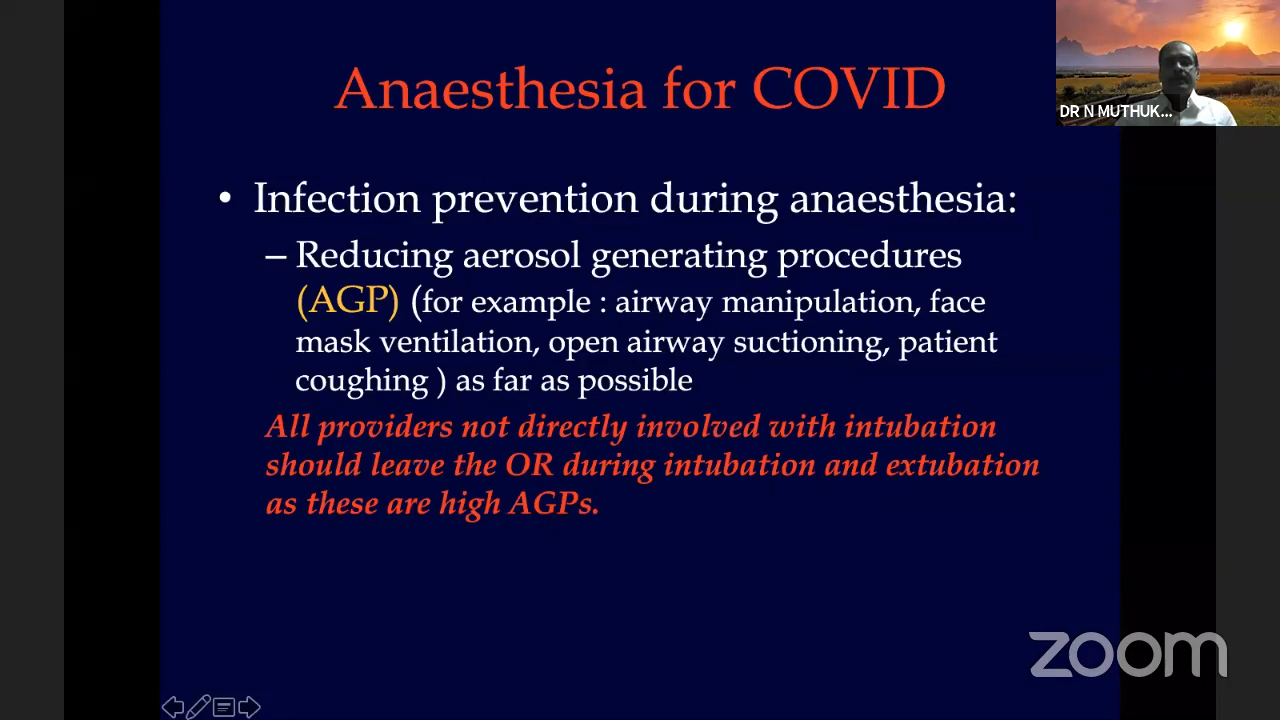 Anaesthesia for COVID
DR N MUTHUK...
• Infection prevention during anaesthesia:
– Reducing aerosol generating procedures
(AGP) (for example : airway manipulation, face
mask ventilation, open airway suctioning, patient
coughing ) as far as possible
All providers not directly involved with intubation
should leave the OR during intubation and extubation
as these are high AGPs.
zoom